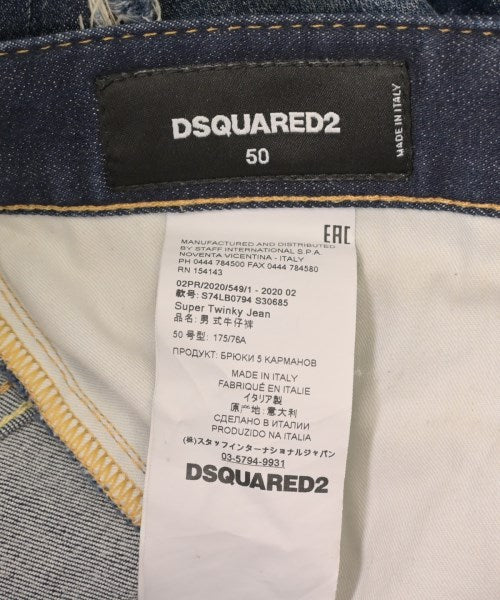 DSQUARED2
50
MADE IN ITALY
EAC
MANUFACTURED AND DISTRIBUTED
BY STAFF INTERNATIONAL S.P.A.
NOVENTA VICENTINA - ITALY
PH 0444 784500 FAX 0444 784580
RN 154143
02PR/2020/549/1 - 2020 02
款号: S74LB0794 S30685
Super Twinky Jean
品名: 男式牛仔裤
50 号型: 175/76A
ПРОДУКТ: БРЮКИ 5 КАРМАНОВ
MADE IN ITALY
FABRIQUÉ EN ITALIE
イタリア製
原产地: 意大利
СДЕЛАНО В ИТАЛИИ
PRODUZIDO NA ITALIA
(株)スタッフインターナショナルジャパン
03-5794-9931
DSQUARED2